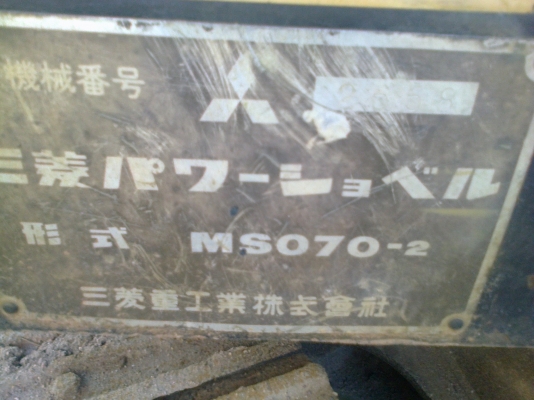 機械番号
三菱パワーショベル
形式 MS070-2
三菱重工業株式會社